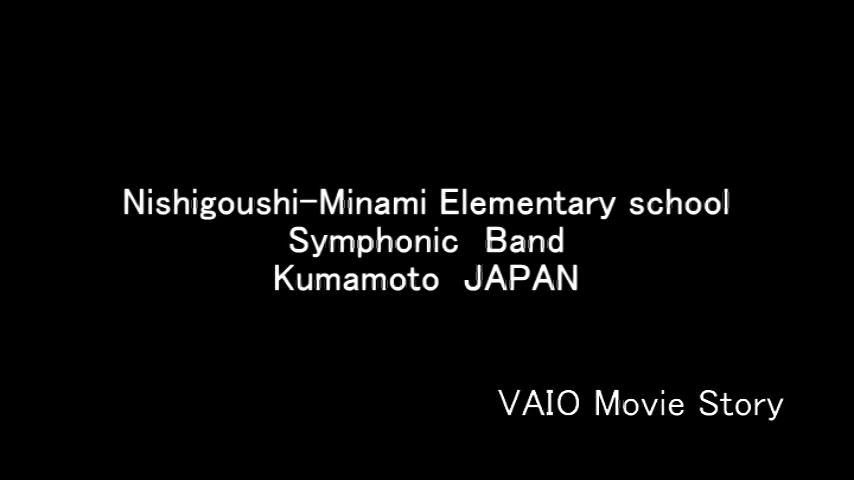 Nishigoushi-Minami Elementary school
Symphonic Band
Kumamoto JAPAN
VAIO Movie Story